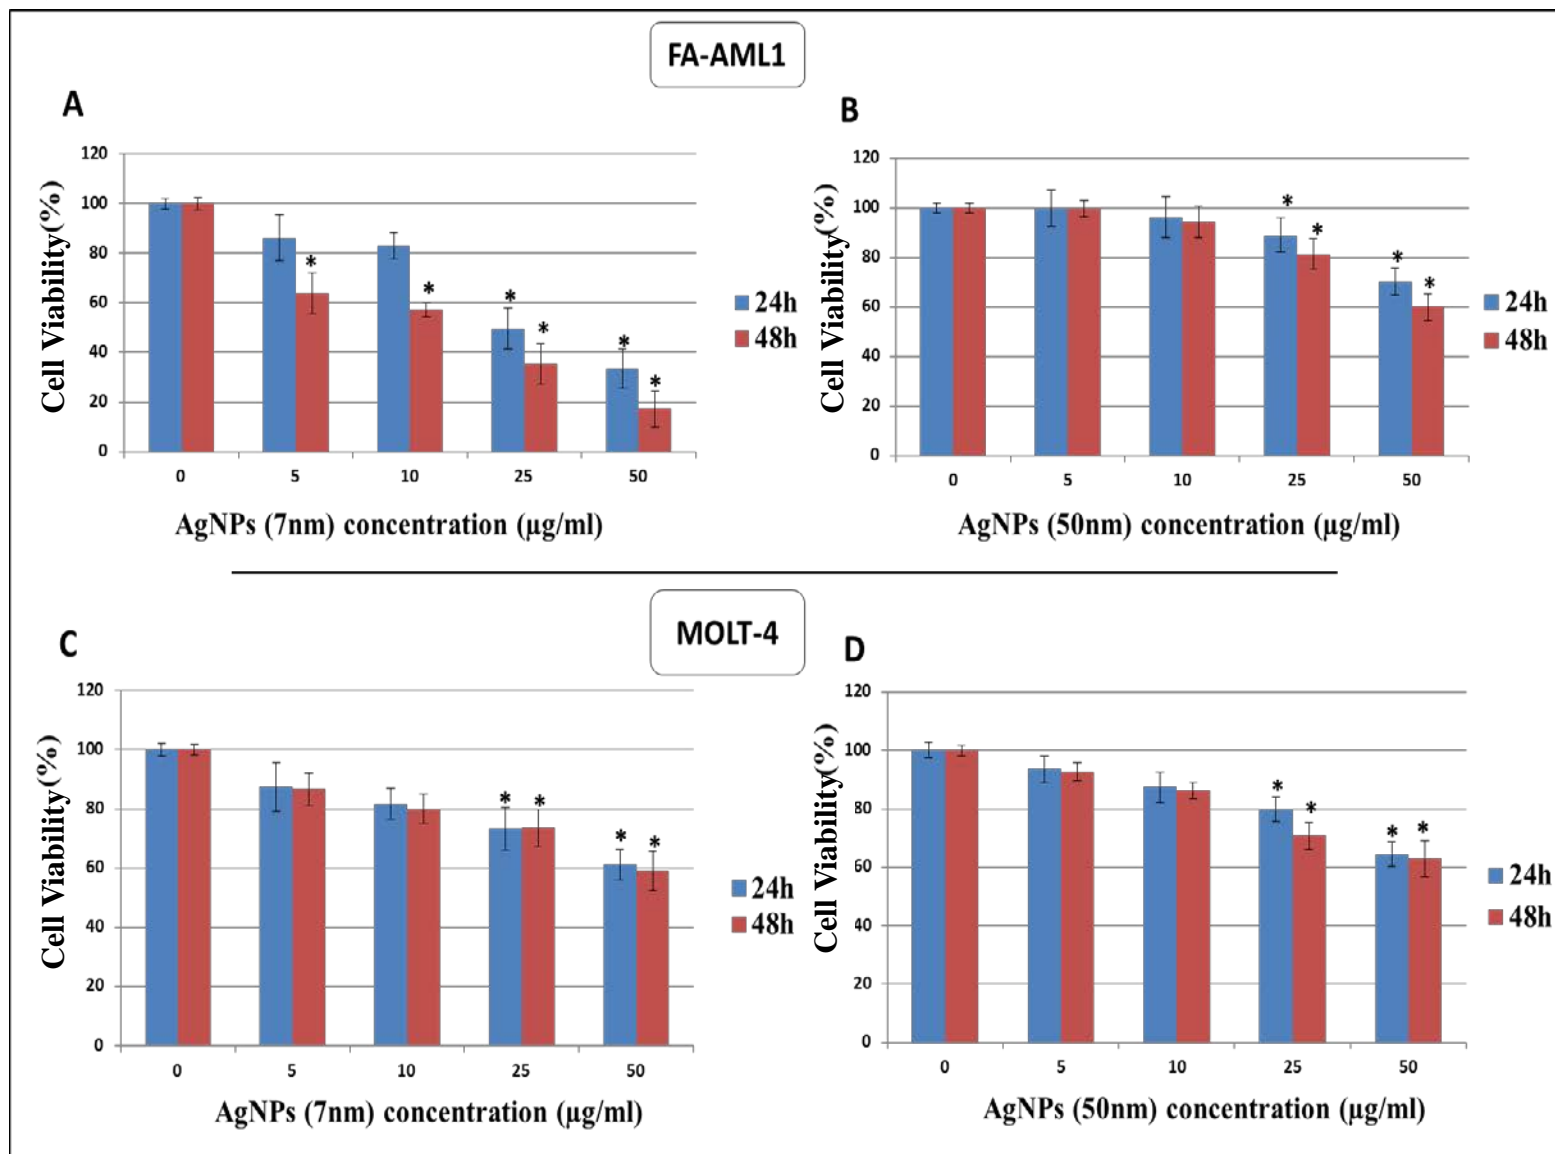 FA-AML1
A
120
100
80
60
40
20
0
Cell Viability(%)
* * * * * *
0 5 10 25 50
AgNPs (7nm) concentration (µg/ml)
24h
48h
B
120
100
80
60
40
20
0
Cell Viability(%)
* * * *
0 5 10 25 50
AgNPs (50nm) concentration (µg/ml)
24h
48h
MOLT-4
C
120
100
80
60
40
20
0
Cell Viability(%)
* * * *
0 5 10 25 50
AgNPs (7nm) concentration (µg/ml)
24h
48h
D
120
100
80
60
40
20
0
Cell Viability(%)
* * * *
0 5 10 25 50
AgNPs (50nm) concentration (µg/ml)
24h
48h